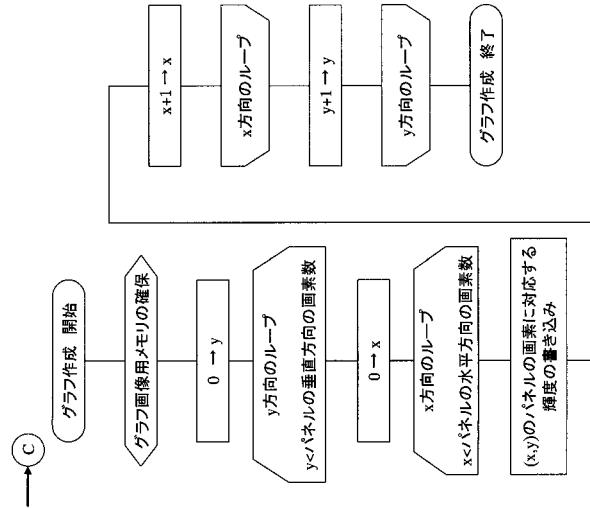 C
グラフ作成 開始
グラフ画像用メモリの確保
0 → y
y方向のループ
y<パネルの垂直方向の画素数
0 → x
x方向のループ
x<パネルの水平方向の画素数
(x,y)のパネルの画素に対応する
輝度の書き込み
x+1 → x
x方向のループ
y+1 → y
y方向のループ
グラフ作成 終了